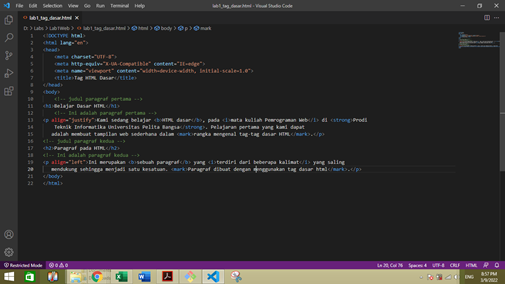 File Edit Selection View Go Run Terminal Help
lab1_tag_dasar.html - Visual Studio Code
lab1_tag_dasar.html
D: > Labs > Lab1Web > lab1_tag_dasar.html > html > body > p > mark
1 <!DOCTYPE html>
2 <html lang="en">
3 <head>
4 <meta charset="UTF-8">
5 <meta http-equiv="X-UA-Compatible" content="IE=edge">
6 <meta name="viewport" content="width=device-width, initial-scale=1.0">
7 <title>Tag HTML Dasar</title>
8 </head>
9 <body>
10 <!-- judul paragraf pertama -->
11 <h1>Belajar Dasar HTML</h1>
12 <!-- Ini adalah paragraf pertama -->
13 <p align="justify">Kami sedang belajar <b>HTML dasar</b>, pada <i>mata kuliah Pemrograman Web</i> di <strong>Prodi
14 Teknik Informatika Universitas Pelita Bangsa</strong>. Pelajaran pertama yang kami dapat
15 adalah membuat tampilan web sederhana dalam <mark>rangka mengenal tag-tag dasar HTML</mark>.</p>
16 <!-- judul paragraf kedua -->
17 <h2>Paragraf pada HTML</h2>
18 <!-- Ini adalah paragraf kedua -->
19 <p align="left">Ini merupakan <b>sebuah paragraf</b> yang <i>terdiri dari beberapa kalimat</i> yang saling
20 mendukung sehingga menjadi satu kesatuan. <mark>Paragraf dibuat dengan menggunakan tag dasar html</mark>.</p>
21 </body>
22 </html>
Restricted Mode 0 0
Ln 20, Col 76 Spaces: 4 UTF-8 CRLF HTML
ENG
8:57 PM
3/9/2022